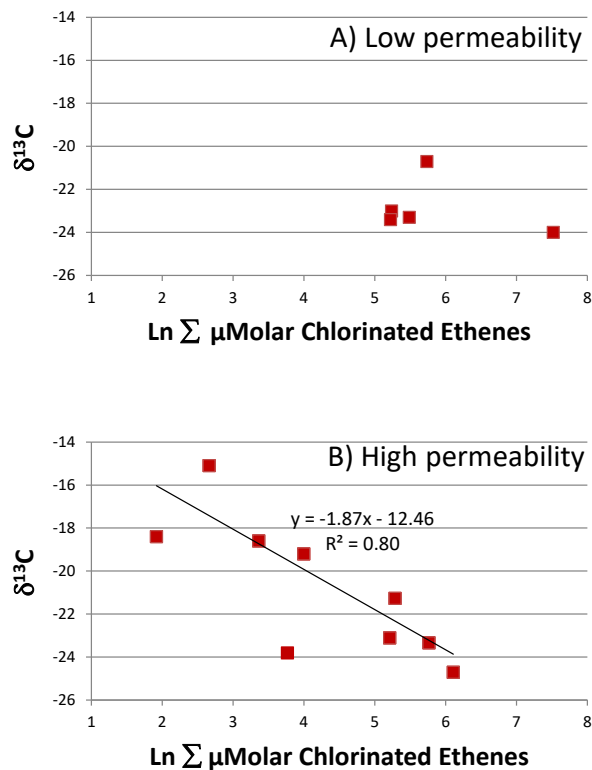 A) Low permeability
-14
-16
-18
-20
-22
-24
-26
δ¹³C
1 2 3 4 5 6 7 8
Ln ∑ µMolar Chlorinated Ethenes
B) High permeability
-14
-16
-18
-20
-22
-24
-26
δ¹³C
y = -1.87x - 12.46
R² = 0.80
1 2 3 4 5 6 7 8
Ln ∑ µMolar Chlorinated Ethenes